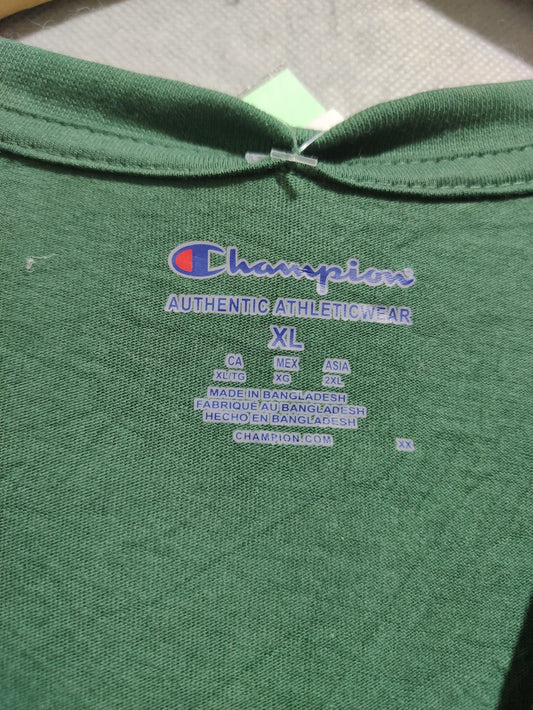 Champion
AUTHENTIC ATHLETICWEAR
XL
CA MEX ASIA
XL/TG XG 2XL
MADE IN BANGLADESH
FABRIQUÉ AU BANGLADESH
HECHO EN BANGLADESH
CHAMPION.COM
XX